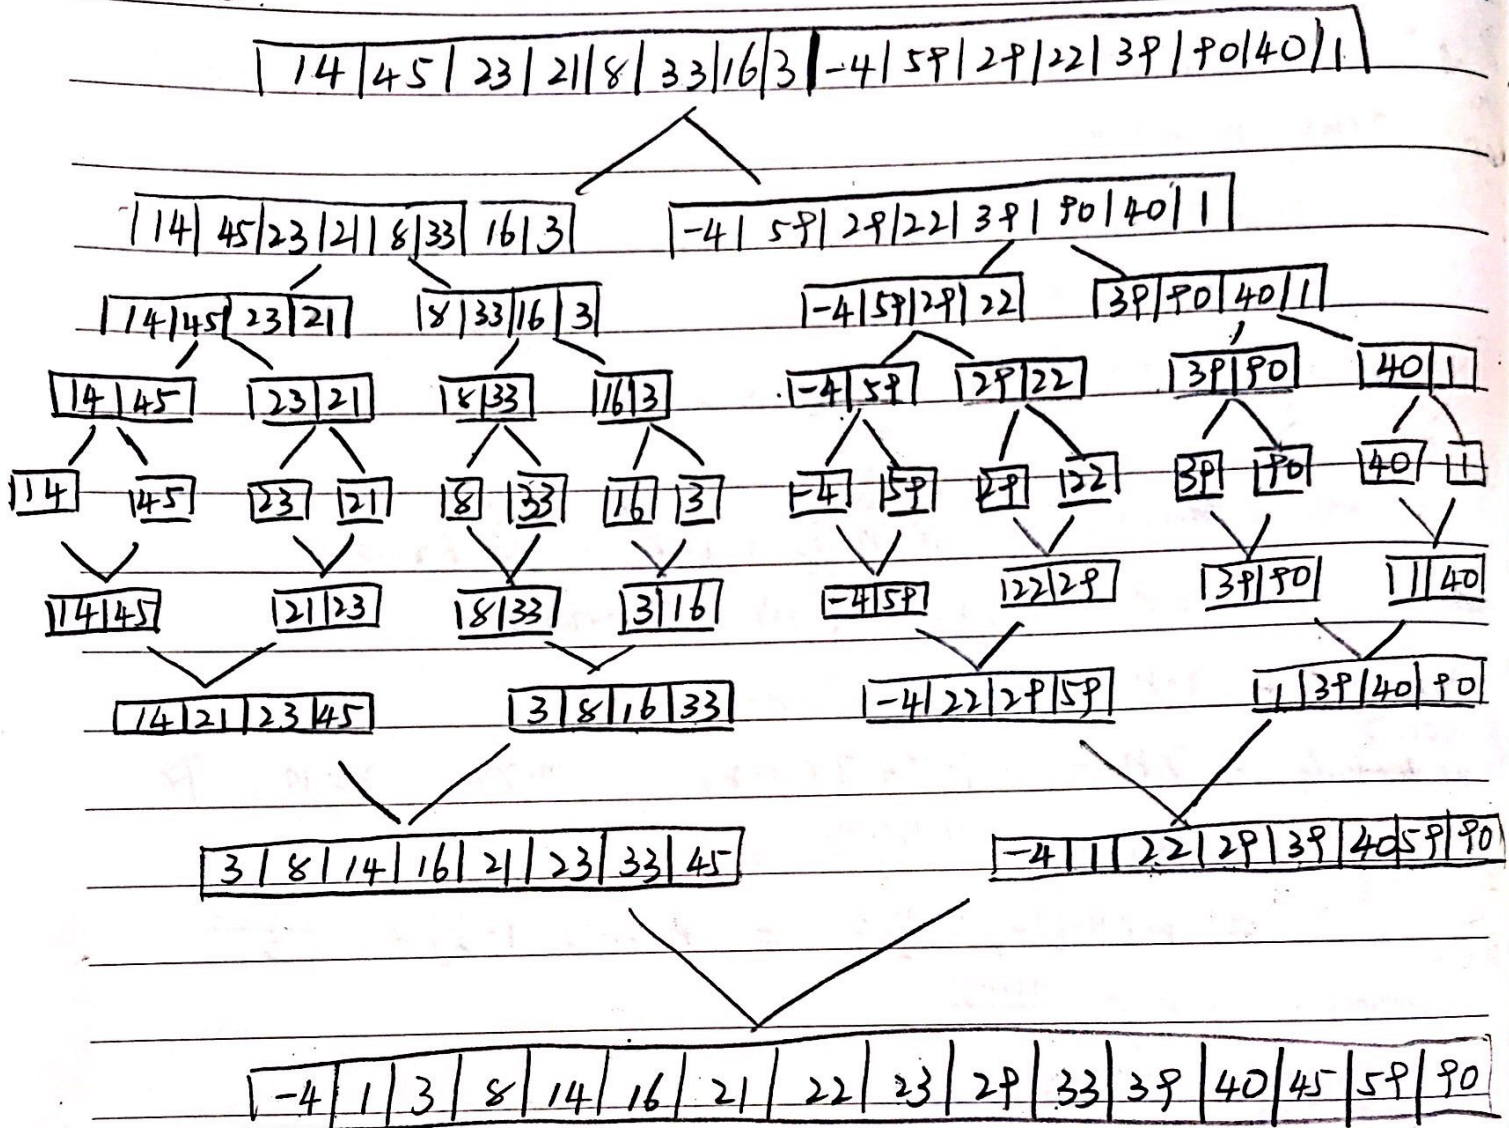 14 | 45 | 23 | 21 | 8 | 33 | 16 | 3 | -4 | 59 | 29 | 22 | 39 | 90 | 40 | 1
14 | 45 | 23 | 21 | 8 | 33 | 16 | 3   -4 | 59 | 29 | 22 | 39 | 90 | 40 | 1
14 | 45 | 23 | 21   8 | 33 | 16 | 3   -4 | 59 | 29 | 22   39 | 90 | 40 | 1
14 | 45   23 | 21   8 | 33   16 | 3   -4 | 59   29 | 22   39 | 90   40 | 1
14   45   23   21   8   33   16   3   -4   59   29   22   39   90   40   1
14 | 45   21 | 23   8 | 33   3 | 16   -4 | 59   22 | 29   39 | 90   1 | 40
14 | 21 | 23 | 45   3 | 8 | 16 | 33   -4 | 22 | 29 | 59   1 | 39 | 40 | 90
3 | 8 | 14 | 16 | 21 | 23 | 33 | 45   -4 | 1 | 22 | 29 | 39 | 40 | 59 | 90
-4 | 1 | 3 | 8 | 14 | 16 | 21 | 22 | 23 | 29 | 33 | 39 | 40 | 45 | 59 | 90